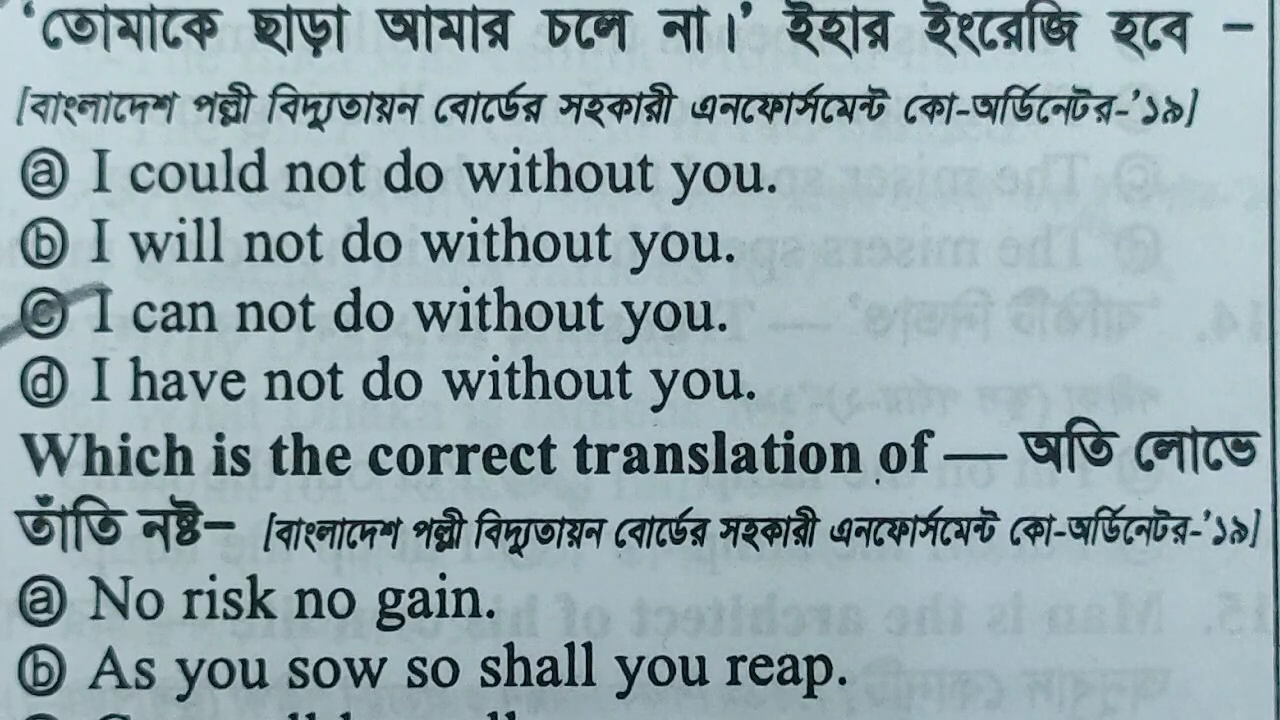 ‘তোমাকে ছাড়া আমার চলে না।’ ইহার ইংরেজি হবে –
[বাংলাদেশ পল্লী বিদ্যুতায়ন বোর্ডের সহকারী এনফোর্সমেন্ট কো-অর্ডিনেটর-’১৯]
ⓐ I could not do without you.
ⓑ I will not do without you.
ⓒ I can not do without you.
ⓓ I have not do without you.
Which is the correct translation of — অতি লোভে
তাঁতি নষ্ট– [বাংলাদেশ পল্লী বিদ্যুতায়ন বোর্ডের সহকারী এনফোর্সমেন্ট কো-অর্ডিনেটর-’১৯]
ⓐ No risk no gain.
ⓑ As you sow so shall you reap.